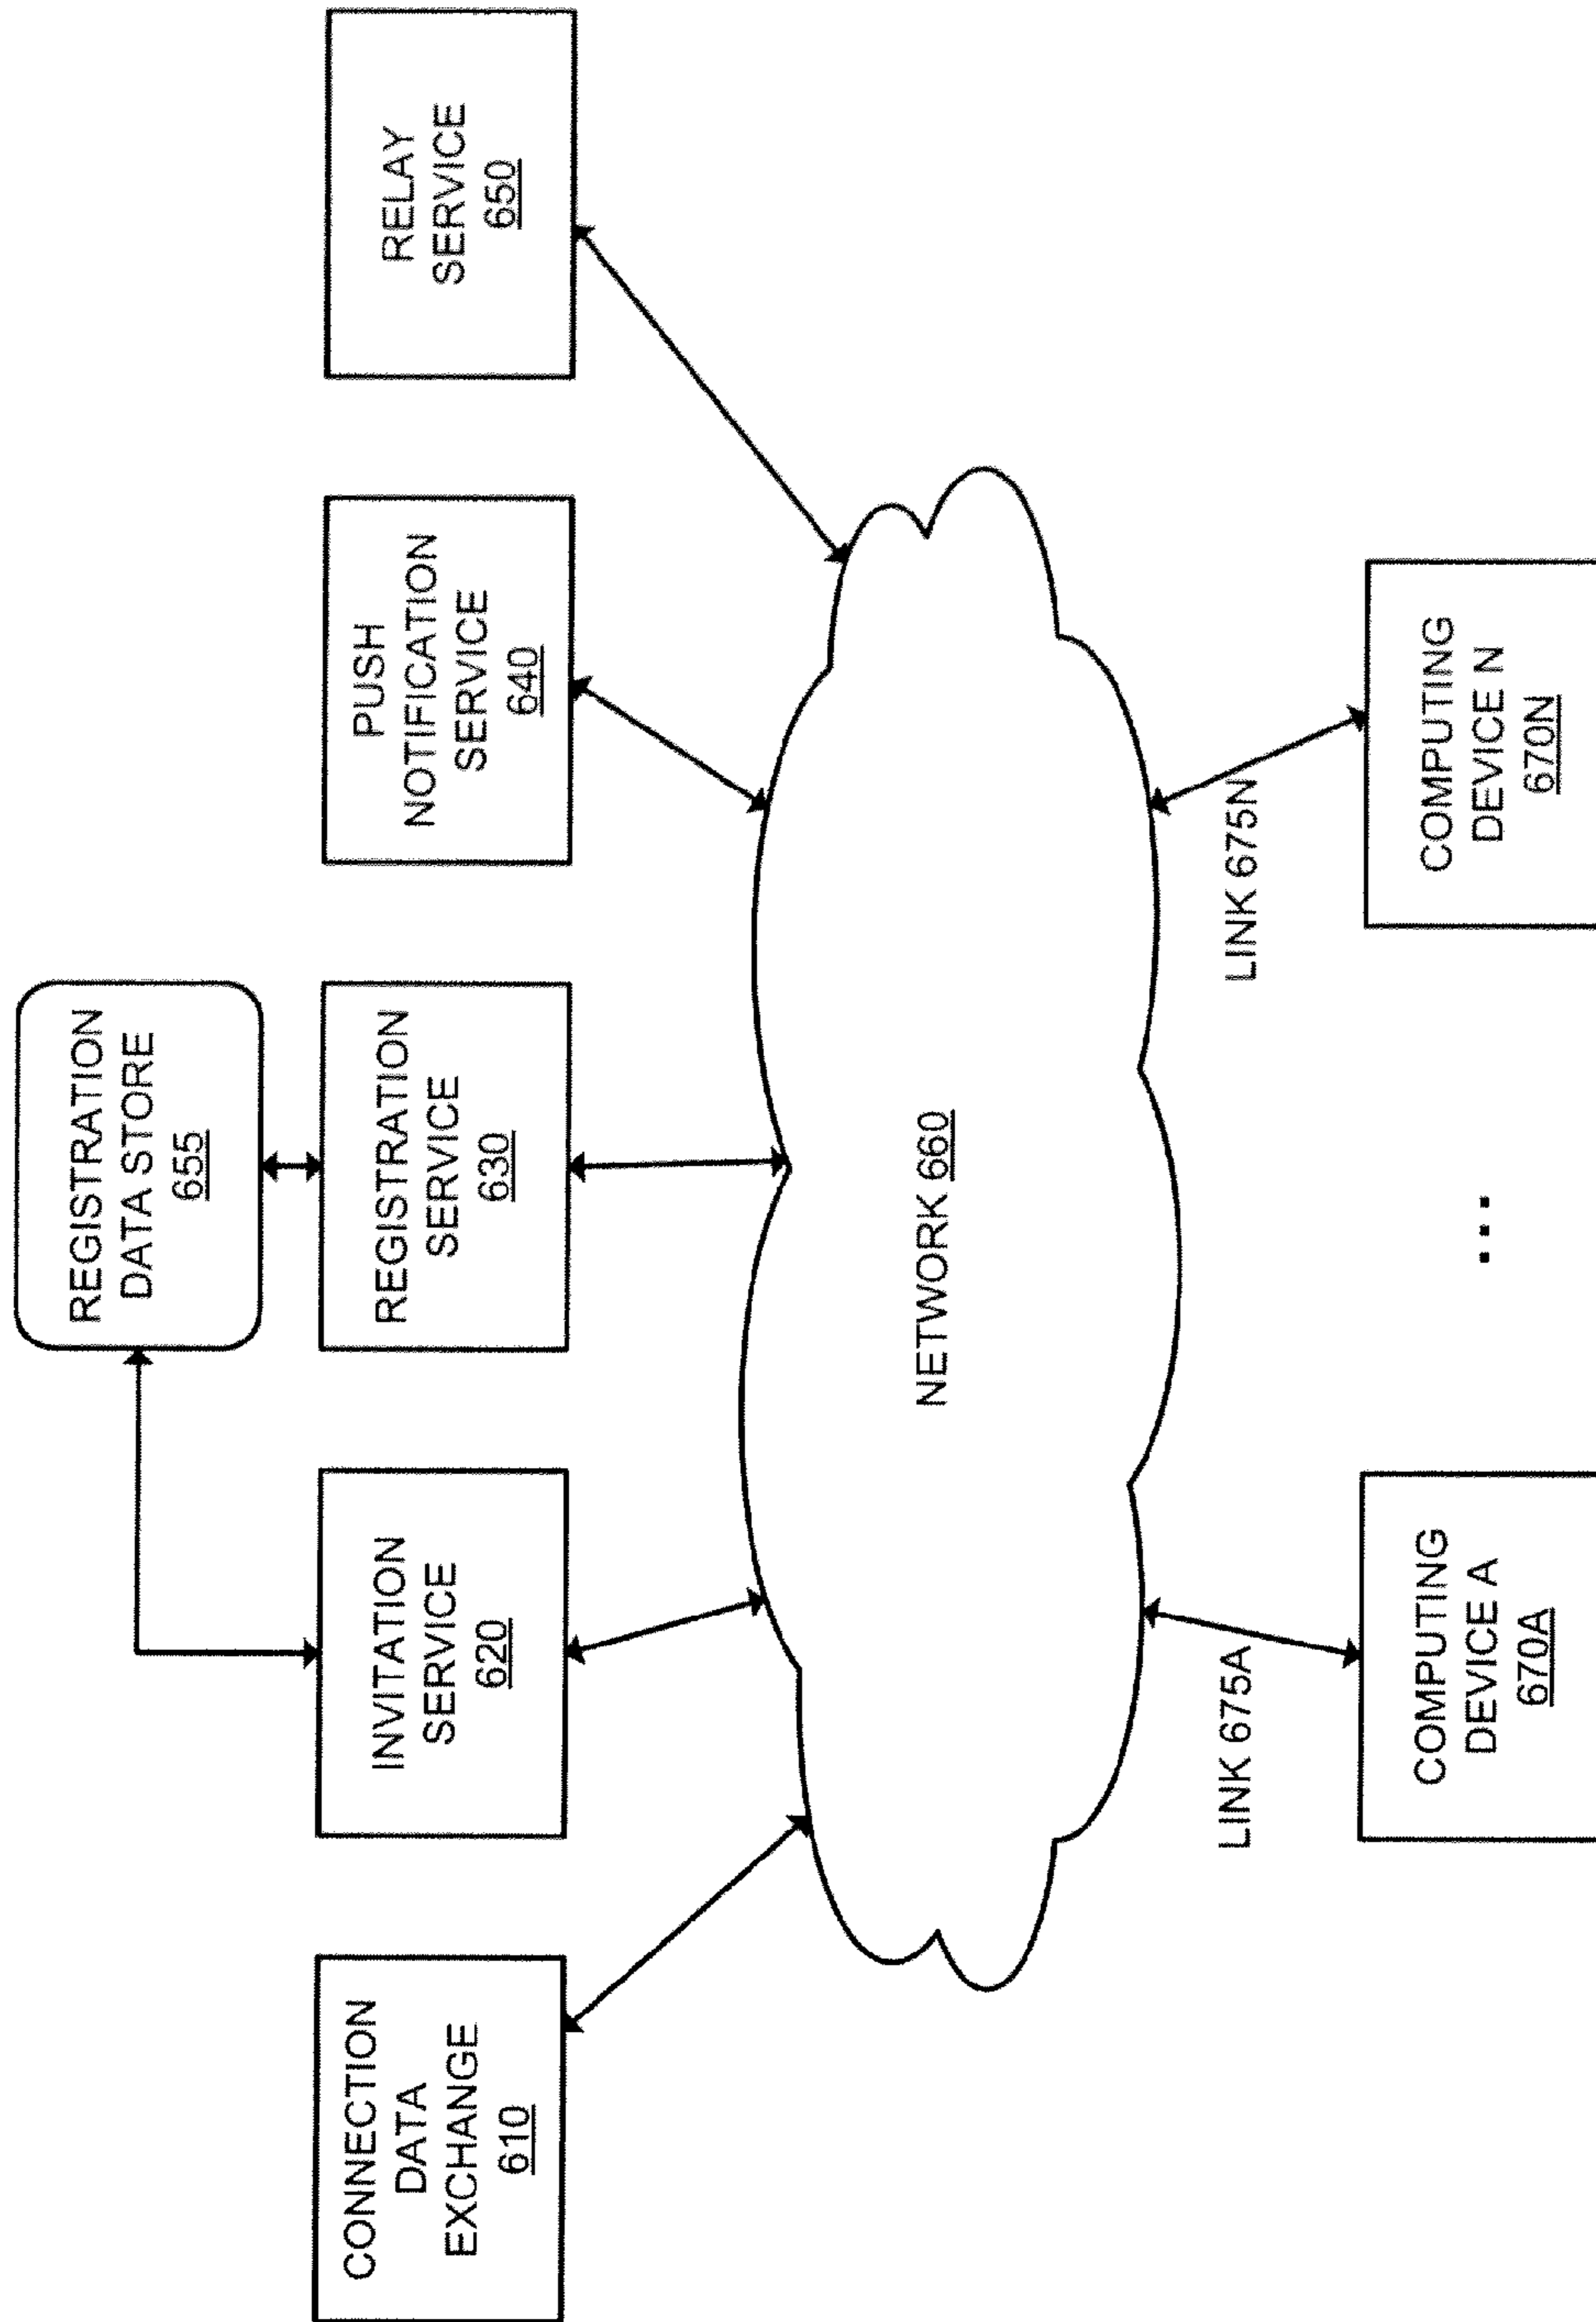 REGISTRATION
DATA STORE
655
CONNECTION
DATA
EXCHANGE
610
INVITATION
SERVICE
620
REGISTRATION
SERVICE
630
PUSH
NOTIFICATION
SERVICE
640
RELAY
SERVICE
650
NETWORK 660
LINK 675A
LINK 675N
COMPUTING
DEVICE A
670A
...
COMPUTING
DEVICE N
670N